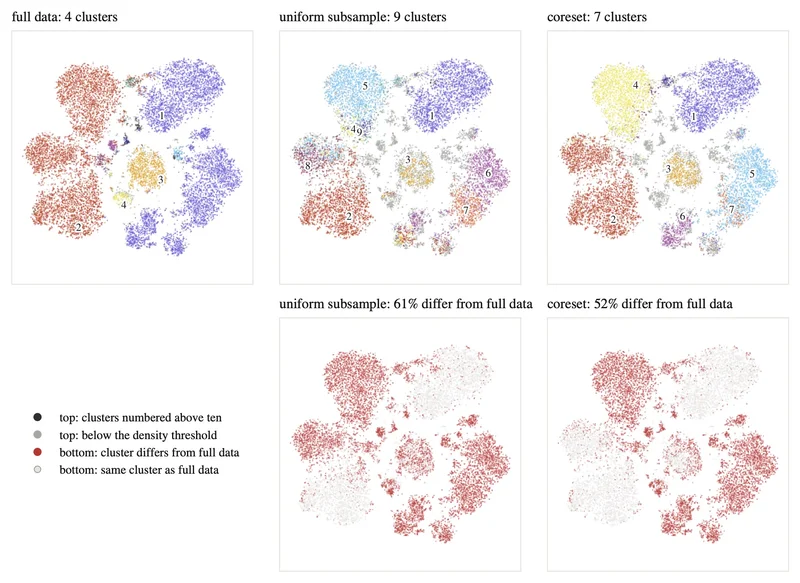 full data: 4 clusters
uniform subsample: 9 clusters
coreset: 7 clusters
1
2
3
4
1
2
3
4
5
6
7
8
9
1
2
3
4
5
6
7
uniform subsample: 61% differ from full data
coreset: 52% differ from full data
top: clusters numbered above ten
top: below the density threshold
bottom: cluster differs from full data
bottom: same cluster as full data